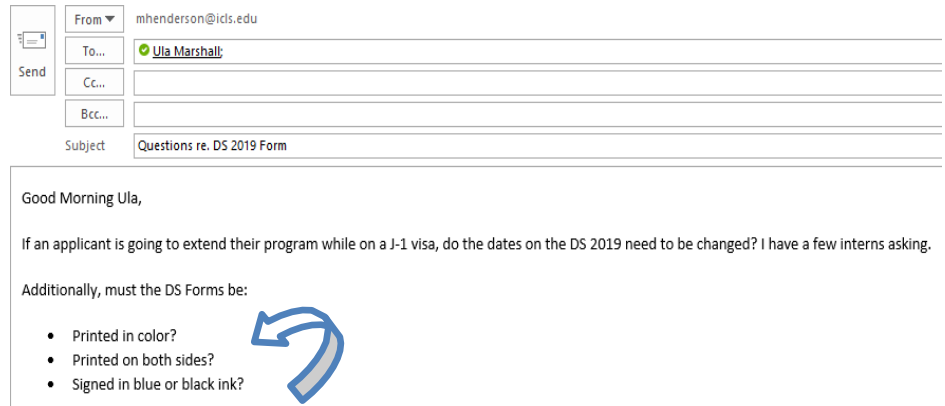 From mhenderson@icls.edu
To... Ula Marshall;
Send
Cc...
Bcc...
Subject Questions re. DS 2019 Form
Good Morning Ula,
If an applicant is going to extend their program while on a J-1 visa, do the dates on the DS 2019 need to be changed? I have a few interns asking.
Additionally, must the DS Forms be:
• Printed in color?
• Printed on both sides?
• Signed in blue or black ink?